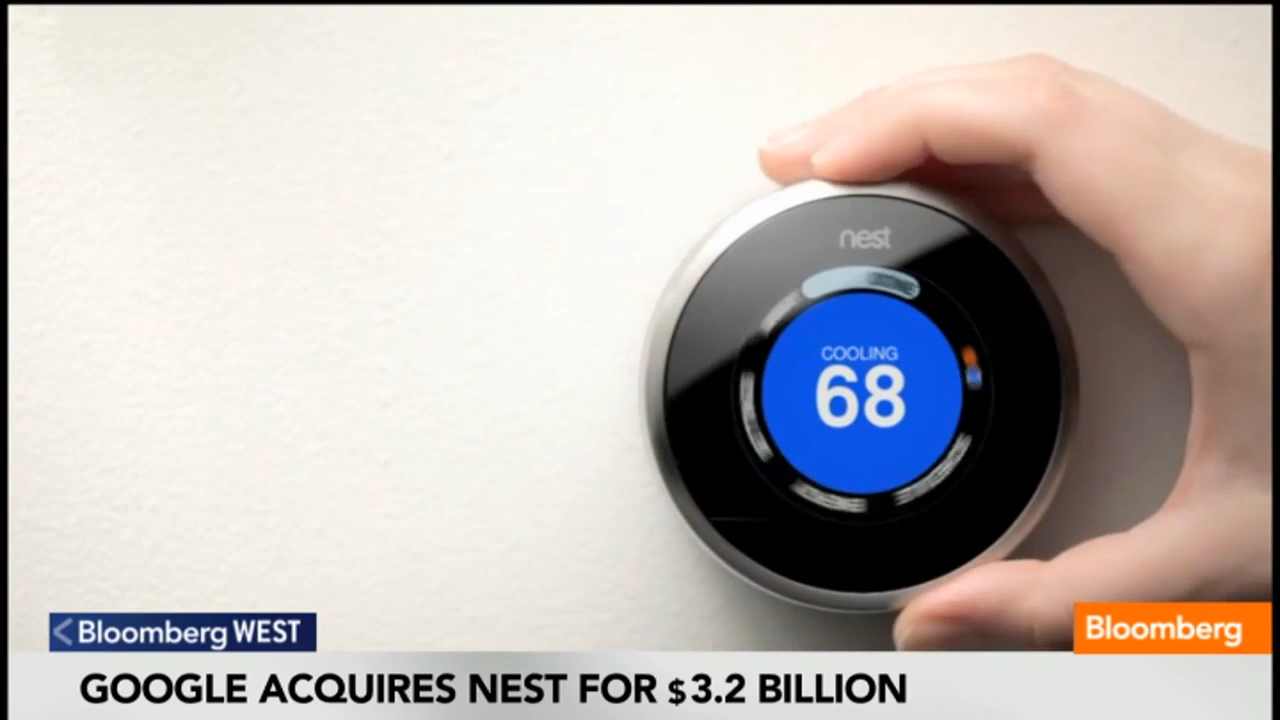 nest
COOLING
68
Bloomberg WEST
Bloomberg
GOOGLE ACQUIRES NEST FOR $3.2 BILLION